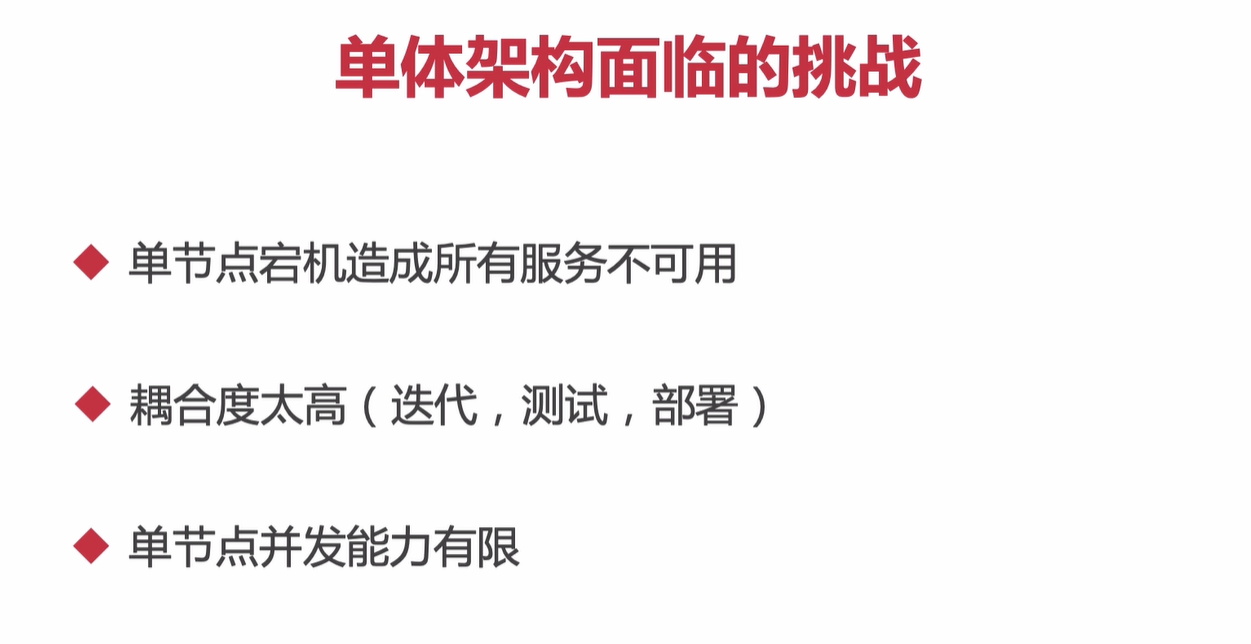 单体架构面临的挑战
单节点宕机造成所有服务不可用
耦合度太高（迭代，测试，部署）
单节点并发能力有限